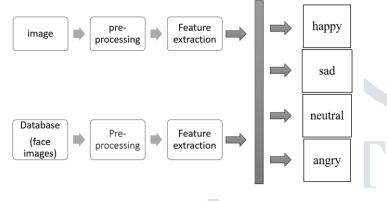 image
pre-
processing
Feature
extraction
happy
sad
neutral
angry
Database
(face
images)
Pre-
processing
Feature
extraction